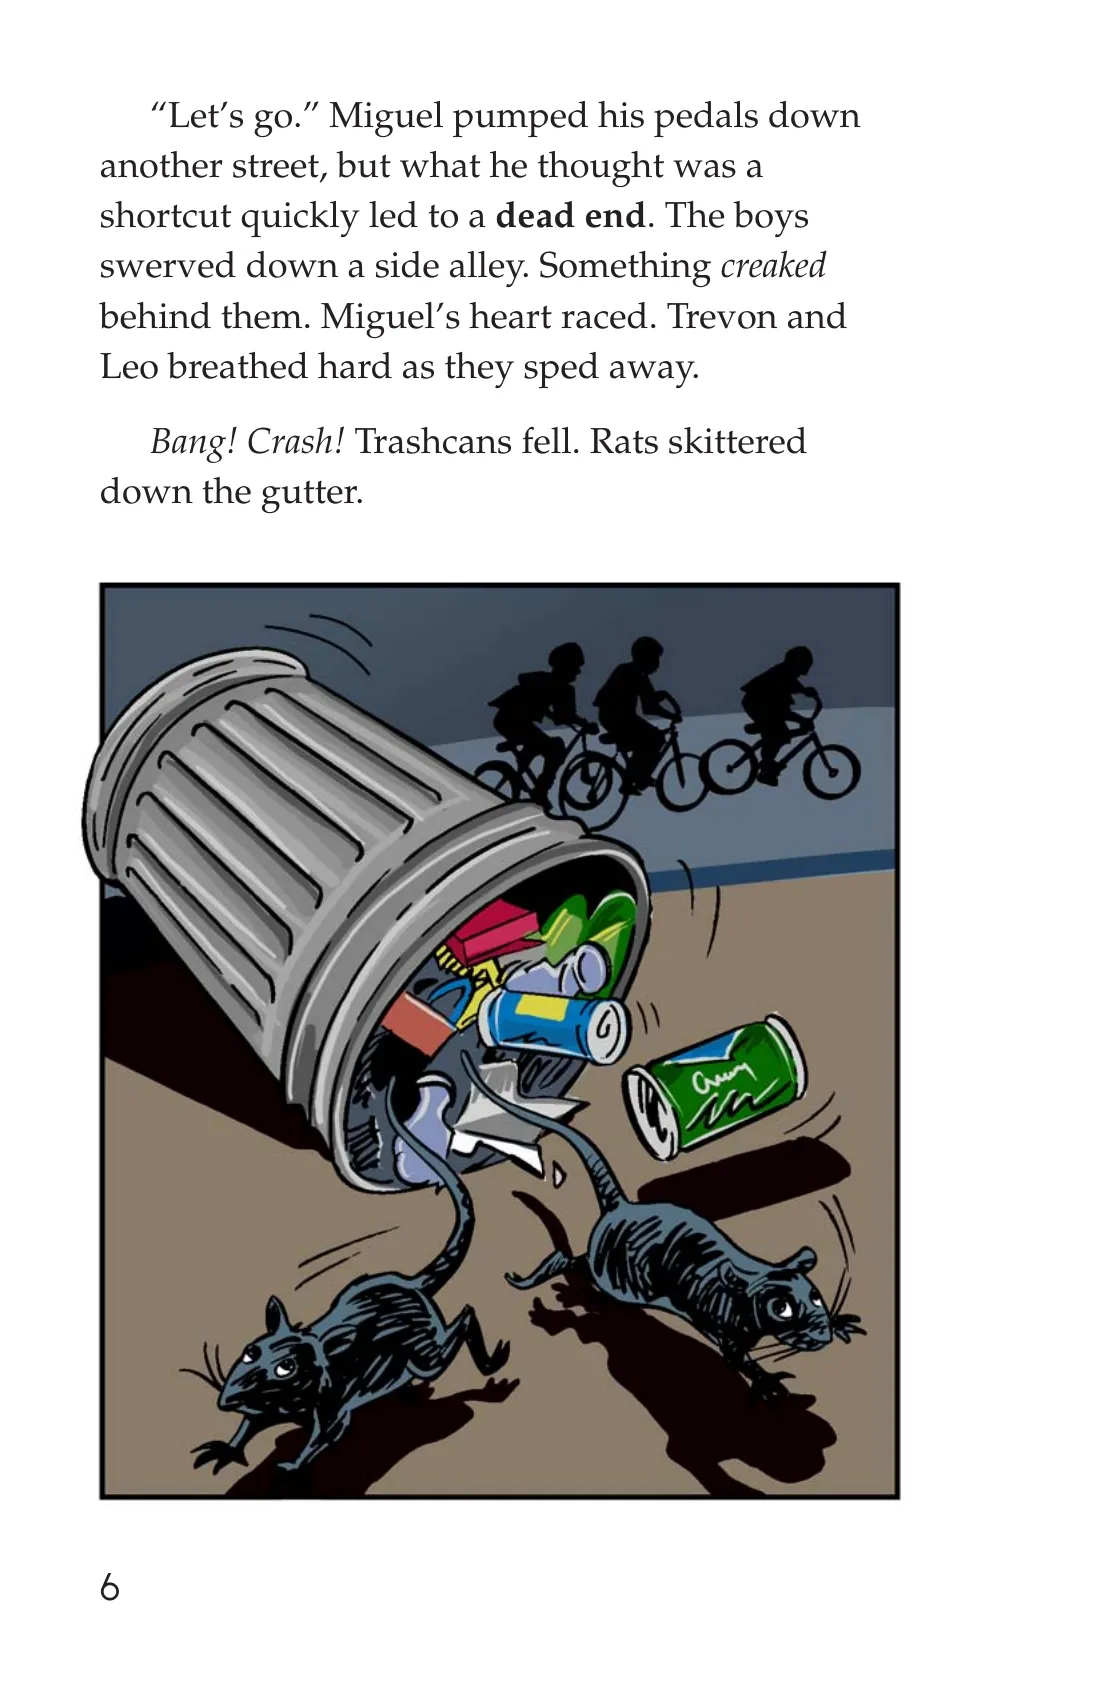 “Let’s go.” Miguel pumped his pedals down
another street, but what he thought was a
shortcut quickly led to a dead end. The boys
swerved down a side alley. Something creaked
behind them. Miguel’s heart raced. Trevon and
Leo breathed hard as they sped away.
Bang! Crash! Trashcans fell. Rats skittered
down the gutter.
6